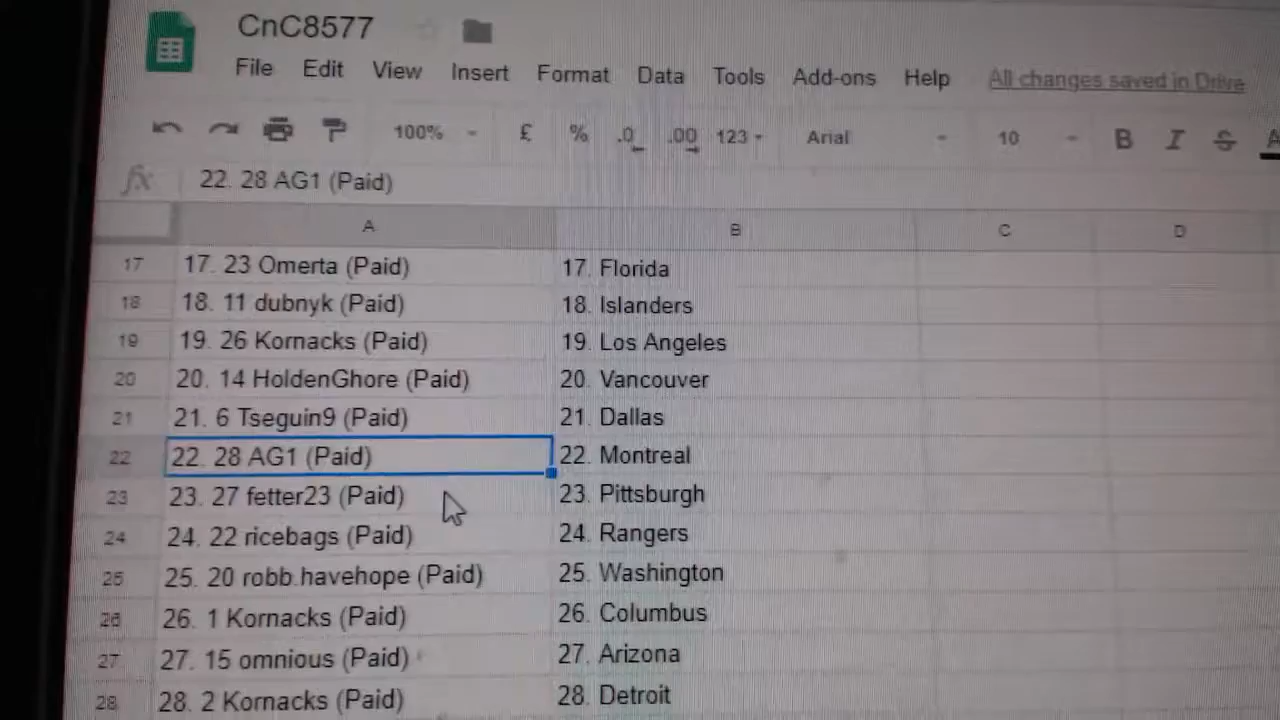 CnC8577
File Edit View Insert Format Data Tools Add-ons Help All changes saved in Drive
100% £ % .0 .00 123 Arial 10 B I S A
fx 22. 28 AG1 (Paid)
A B C D
17 17. 23 Omerta (Paid) 17. Florida
18 18. 11 dubnyk (Paid) 18. Islanders
19 19. 26 Kornacks (Paid) 19. Los Angeles
20 20. 14 HoldenGhore (Paid) 20. Vancouver
21 21. 6 Tseguin9 (Paid) 21. Dallas
22 22. 28 AG1 (Paid) 22. Montreal
23 23. 27 fetter23 (Paid) 23. Pittsburgh
24 24. 22 ricebags (Paid) 24. Rangers
25 25. 20 robb.havehope (Paid) 25. Washington
26 26. 1 Kornacks (Paid) 26. Columbus
27 27. 15 omnious (Paid) 27. Arizona
28 28. 2 Kornacks (Paid) 28. Detroit